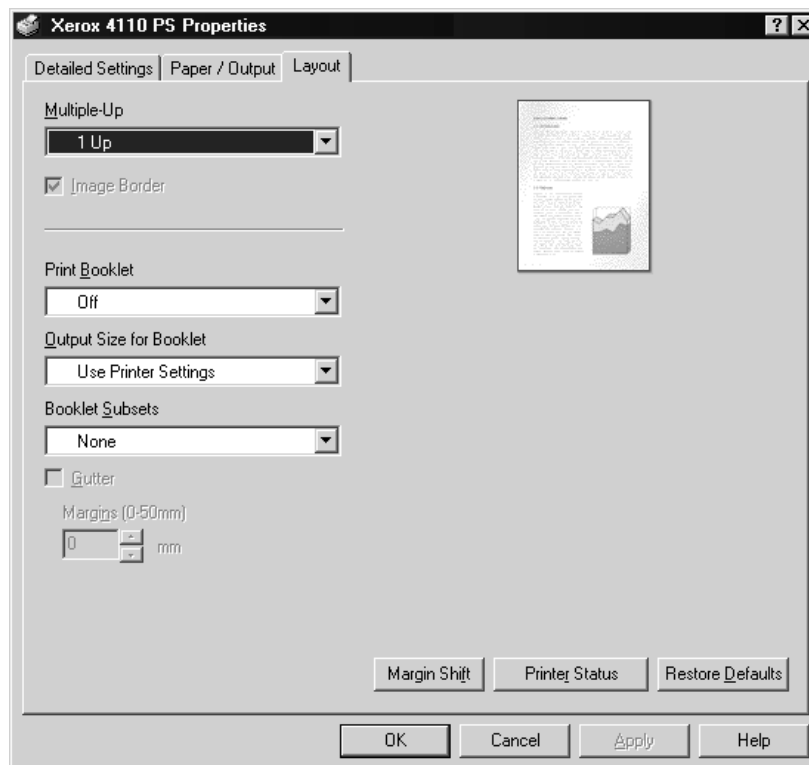 Xerox 4110 PS Properties
Detailed Settings Paper / Output Layout
Multiple-Up
1 Up
Image Border
Print Booklet
Off
Output Size for Booklet
Use Printer Settings
Booklet Subsets
None
Gutter
Margins (0-50mm)
0 mm
Margin Shift Printer Status Restore Defaults
OK Cancel Apply Help